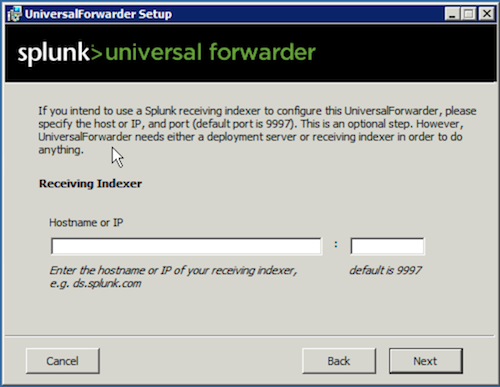 UniversalForwarder Setup
splunk>universal forwarder
If you intend to use a Splunk receiving indexer to configure this UniversalForwarder, please
specify the host or IP, and port (default port is 9997). This is an optional step. However,
UniversalForwarder needs either a deployment server or receiving indexer in order to do
anything.
Receiving Indexer
Hostname or IP
:
Enter the hostname or IP of your receiving indexer,
e.g. ds.splunk.com
default is 9997
Cancel
Back
Next